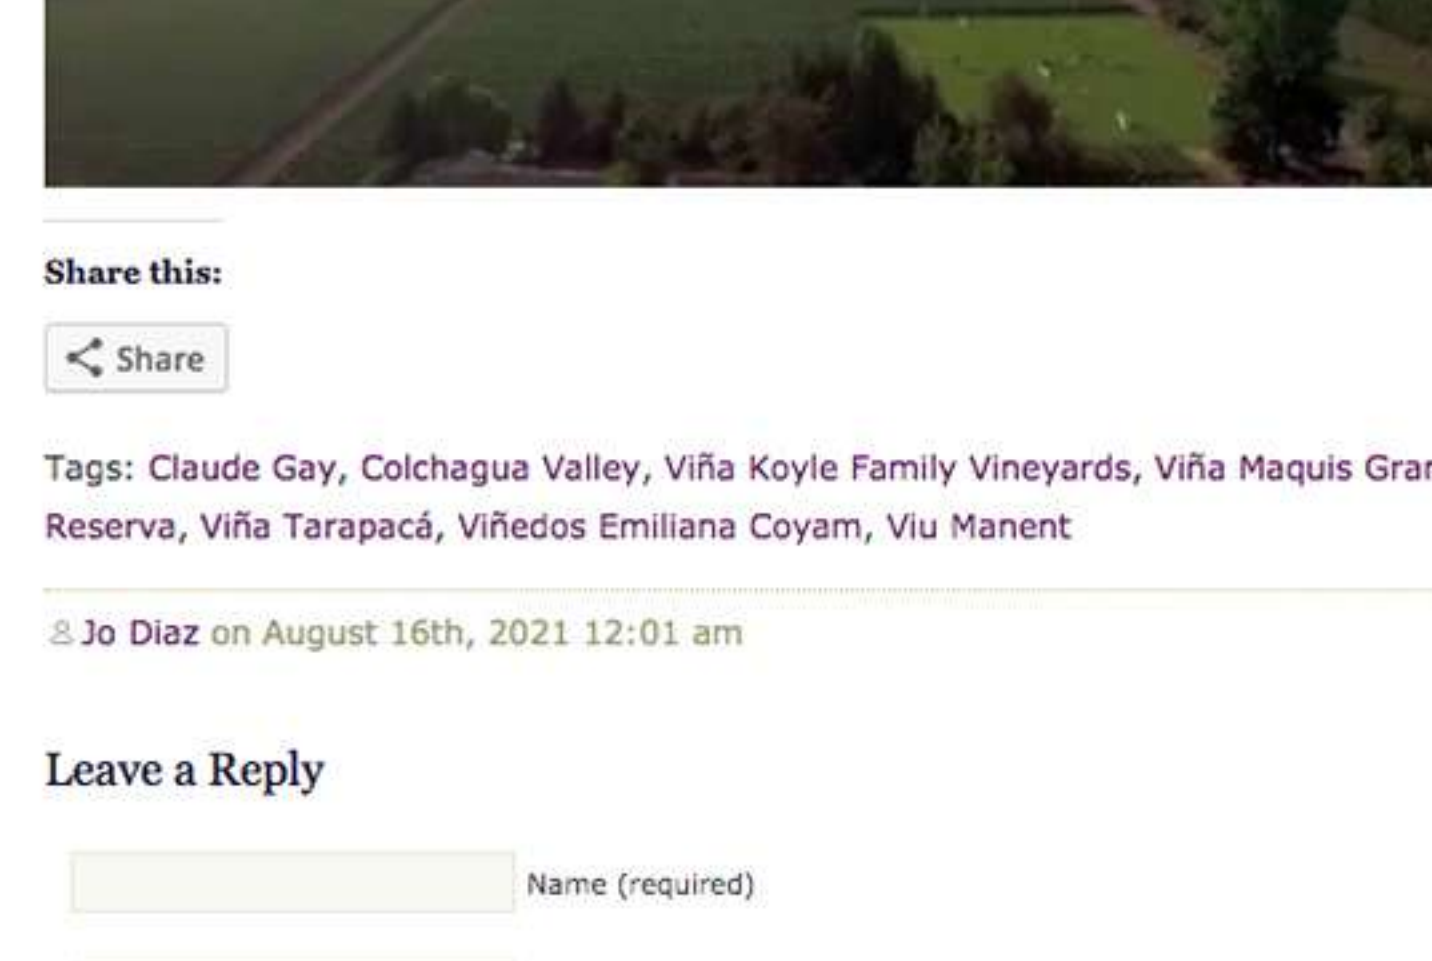 Share this:
Share
Tags: Claude Gay, Colchagua Valley, Viña Koyle Family Vineyards, Viña Maquis
Reserva, Viña Tarapacá, Viñedos Emiliana Coyam, Viu Manent
Jo Diaz on August 16th, 2021 12:01 am
Leave a Reply
Name (required)